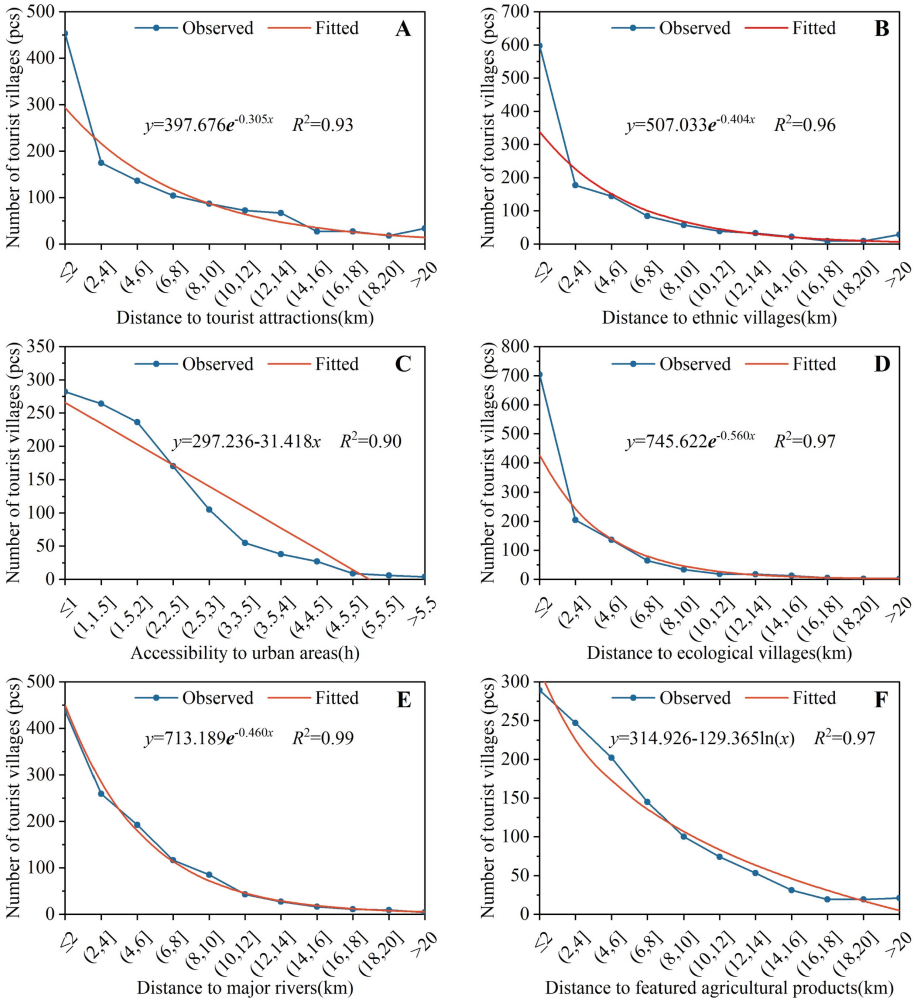 Observed Fitted A
y=397.676e^-0.305x R²=0.93
Number of tourist villages (pcs)
500
400
300
200
100
0
≤2 (2,4] (4,6] (6,8] (8,10] (10,12] (12,14] (14,16] (16,18] (18,20] >20
Distance to tourist attractions(km)
Observed Fitted B
y=507.033e^-0.404x R²=0.96
Number of tourist villages (pcs)
700
600
500
400
300
200
100
0
≤2 (2,4] (4,6] (6,8] (8,10] (10,12] (12,14] (14,16] (16,18] (18,20] >20
Distance to ethnic villages(km)
Observed Fitted C
y=297.236-31.418x R²=0.90
Number of tourist villages (pcs)
350
300
250
200
150
100
50
0
≤1 (1,1.5] (1.5,2] (2,2.5] (2.5,3] (3,3.5] (3.5,4] (4,4.5] (4.5,5] (5,5.5] >5.5
Accessibility to urban areas(h)
Observed Fitted D
y=745.622e^-0.560x R²=0.97
Number of tourist villages (pcs)
800
700
600
500
400
300
200
100
0
≤2 (2,4] (4,6] (6,8] (8,10] (10,12] (12,14] (14,16] (16,18] (18,20] >20
Distance to ecological villages(km)
Observed Fitted E
y=713.189e^-0.460x R²=0.99
Number of tourist villages (pcs)
500
400
300
200
100
0
≤2 (2,4] (4,6] (6,8] (8,10] (10,12] (12,14] (14,16] (16,18] (18,20] >20
Distance to major rivers(km)
Observed Fitted F
y=314.926-129.365ln(x) R²=0.97
Number of tourist villages (pcs)
300
250
200
150
100
50
0
≤2 (2,4] (4,6] (6,8] (8,10] (10,12] (12,14] (14,16] (16,18] (18,20] >20
Distance to featured agricultural products(km)